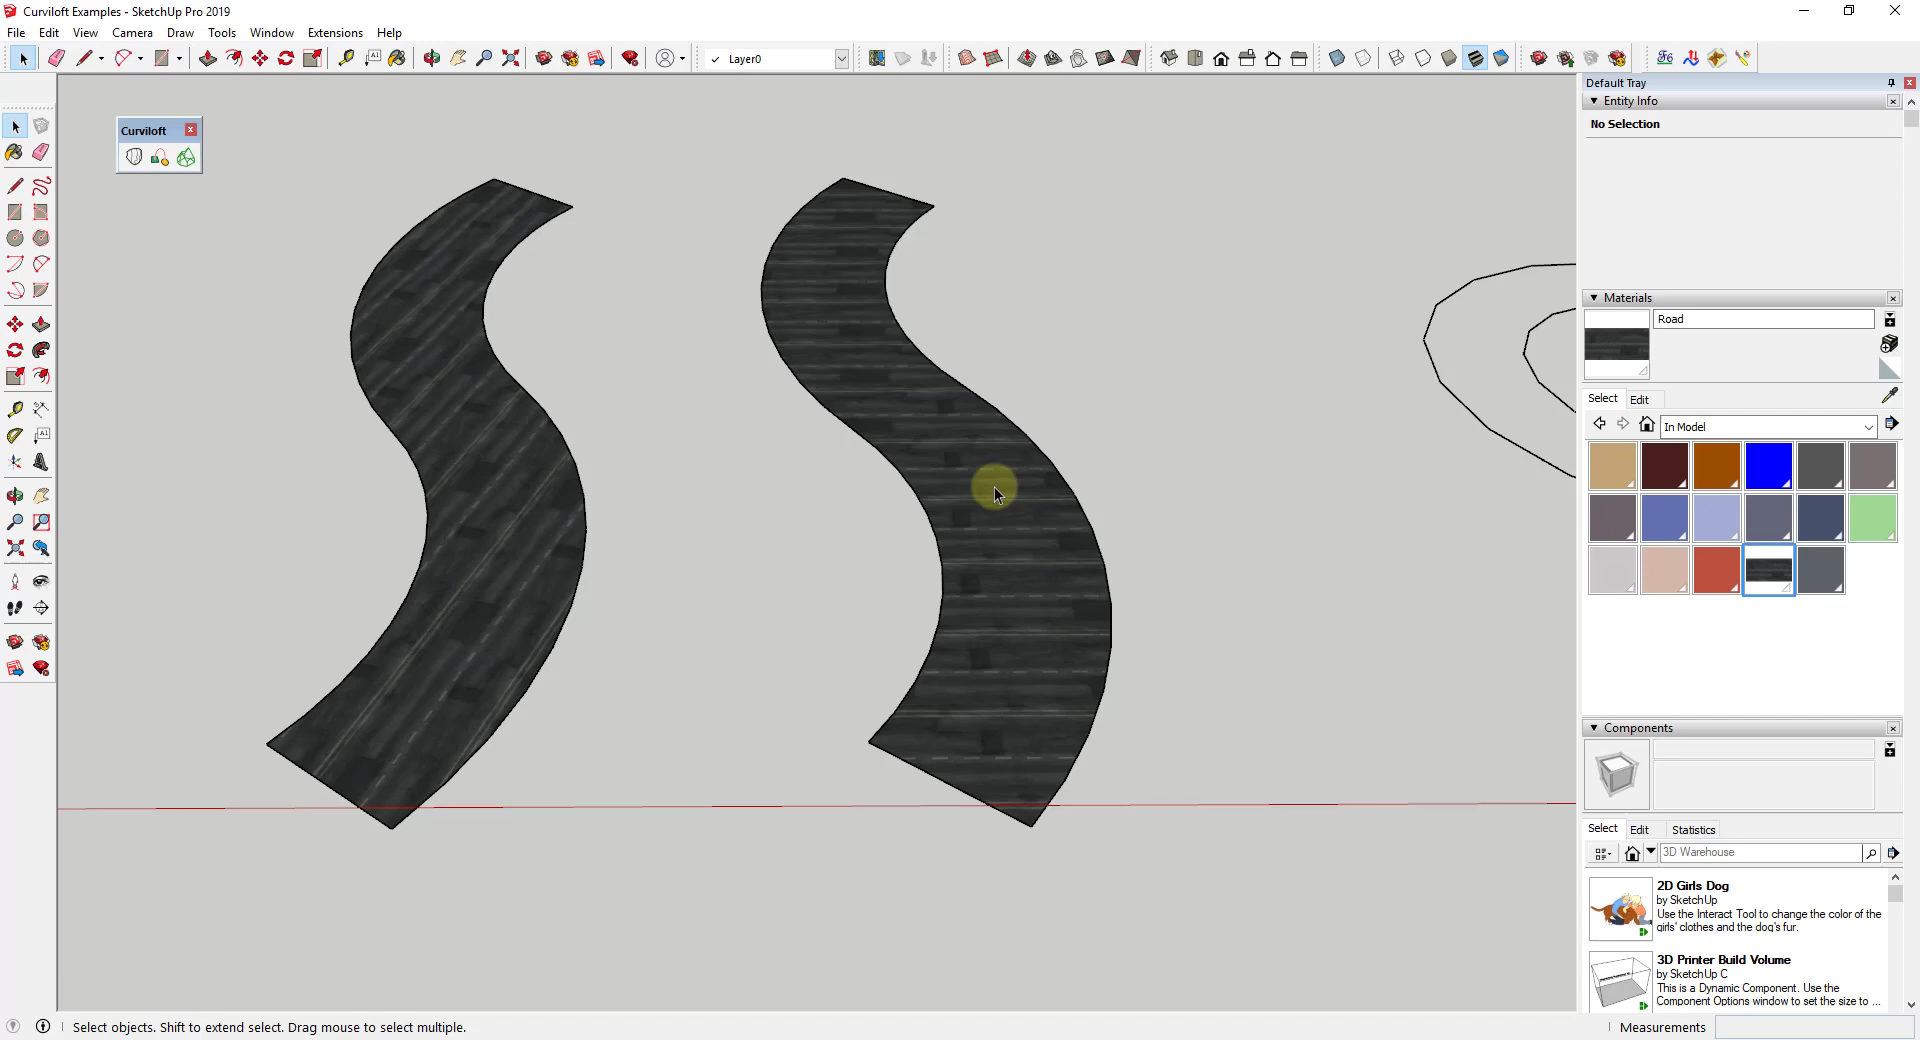 Curviloft Examples - SketchUp Pro 2019
File Edit View Camera Draw Tools Window Extensions Help
Layer0
Default Tray
Entity Info
No Selection
Curviloft
Materials
Road
Select Edit
In Model
Components
Select Edit Statistics
3D Warehouse
2D Girls Dog
by SketchUp
Use the Interact Tool to change the color of the
girls' clothes and the dog's fur.
3D Printer Build Volume
by SketchUp C
This is a Dynamic Component. Use the
Component Options window to set the size to ...
Select objects. Shift to extend select. Drag mouse to select multiple.
Measurements